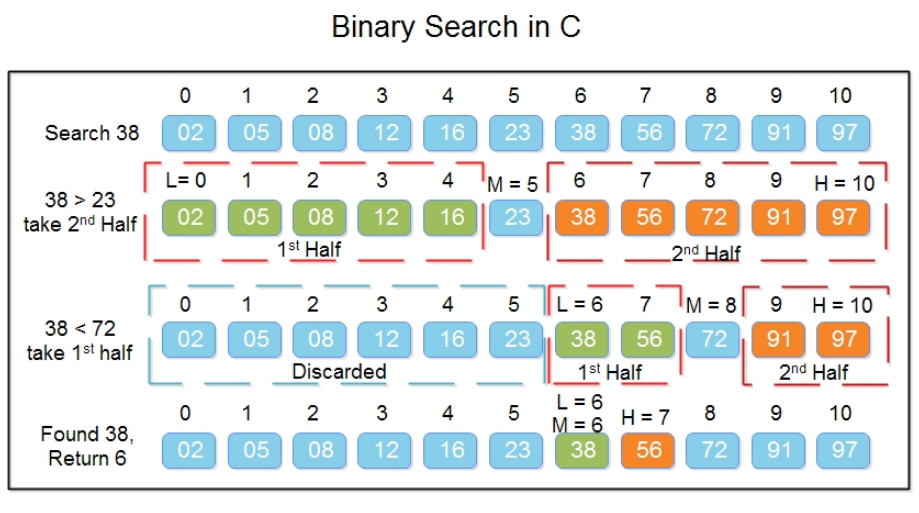 Binary Search in C
0 1 2 3 4 5 6 7 8 9 10
Search 38 02 05 08 12 16 23 38 56 72 91 97
L= 0 1 2 3 4 M = 5 6 7 8 9 H = 10
38 > 23
take 2nd Half
02 05 08 12 16 23 38 56 72 91 97
1st Half 2nd Half
0 1 2 3 4 5 L = 6 7 M = 8 9 H = 10
38 < 72
take 1st half
02 05 08 12 16 23 38 56 72 91 97
Discarded 1st Half 2nd Half
L = 6
0 1 2 3 4 5 M = 6 H = 7 8 9 10
Found 38,
Return 6
02 05 08 12 16 23 38 56 72 91 97